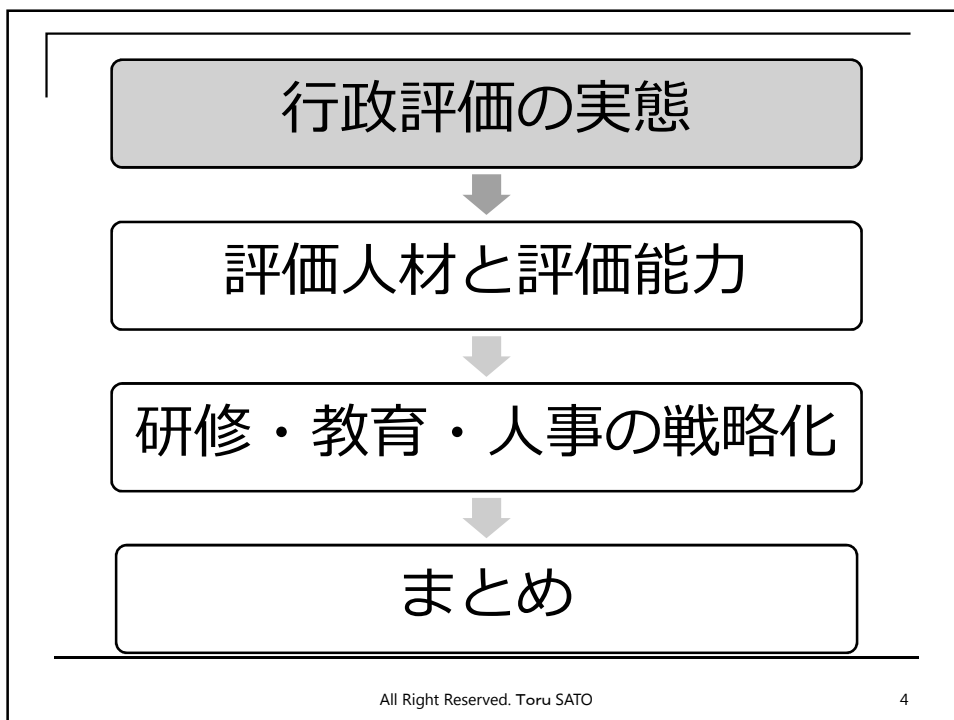 行政評価の実態
評価人材と評価能力
研修・教育・人事の戦略化
まとめ
All Right Reserved. Toru SATO
4